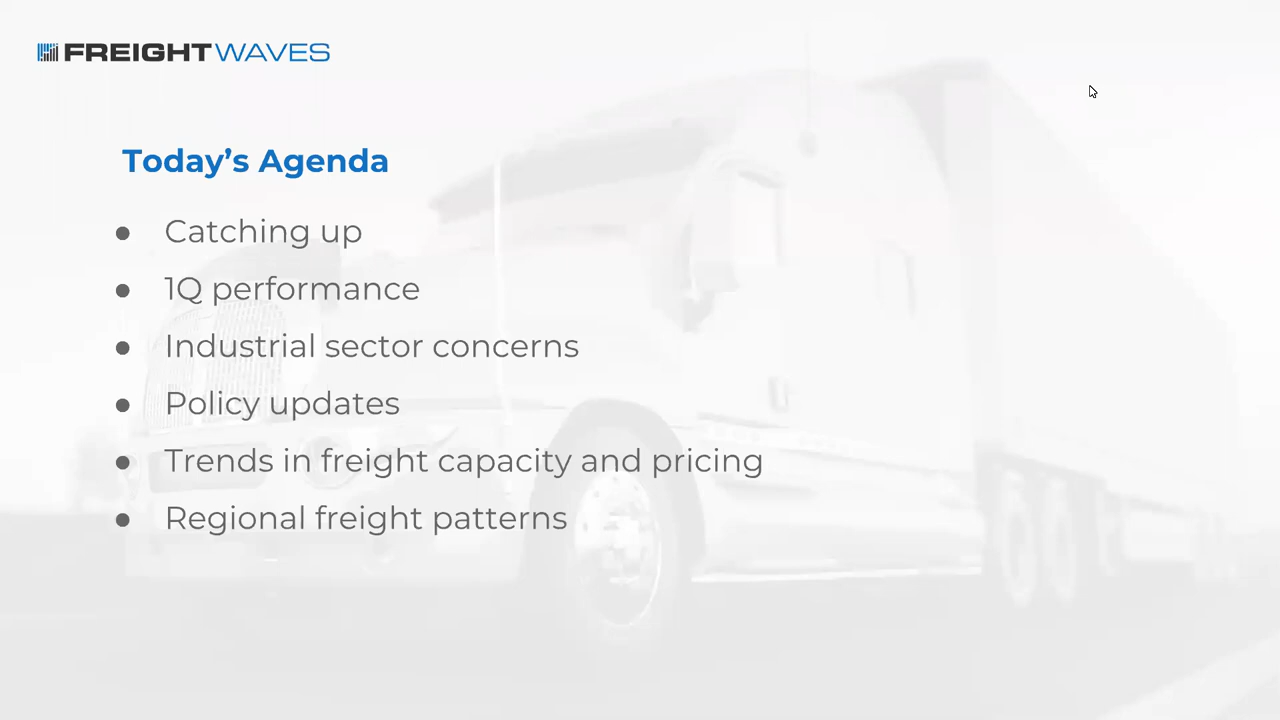 FREIGHTWAVES
Today’s Agenda
● Catching up
● 1Q performance
● Industrial sector concerns
● Policy updates
● Trends in freight capacity and pricing
● Regional freight patterns